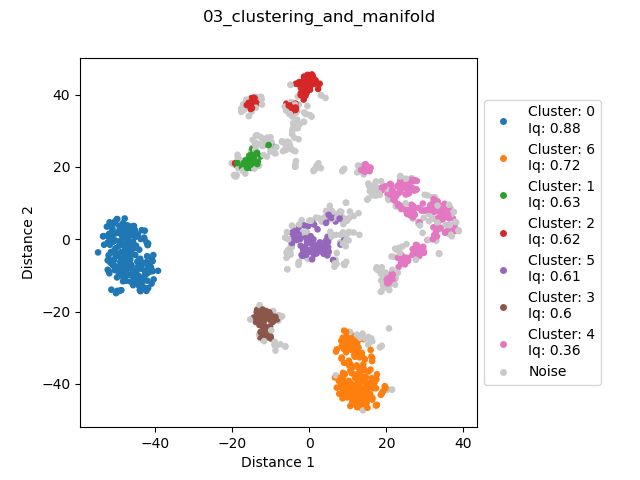 03_clustering_and_manifold
Distance 2
40
20
0
−20
−40
−40
−20
0
20
40
Distance 1
Cluster: 0
Iq: 0.88
Cluster: 6
Iq: 0.72
Cluster: 1
Iq: 0.63
Cluster: 2
Iq: 0.62
Cluster: 5
Iq: 0.61
Cluster: 3
Iq: 0.6
Cluster: 4
Iq: 0.36
Noise